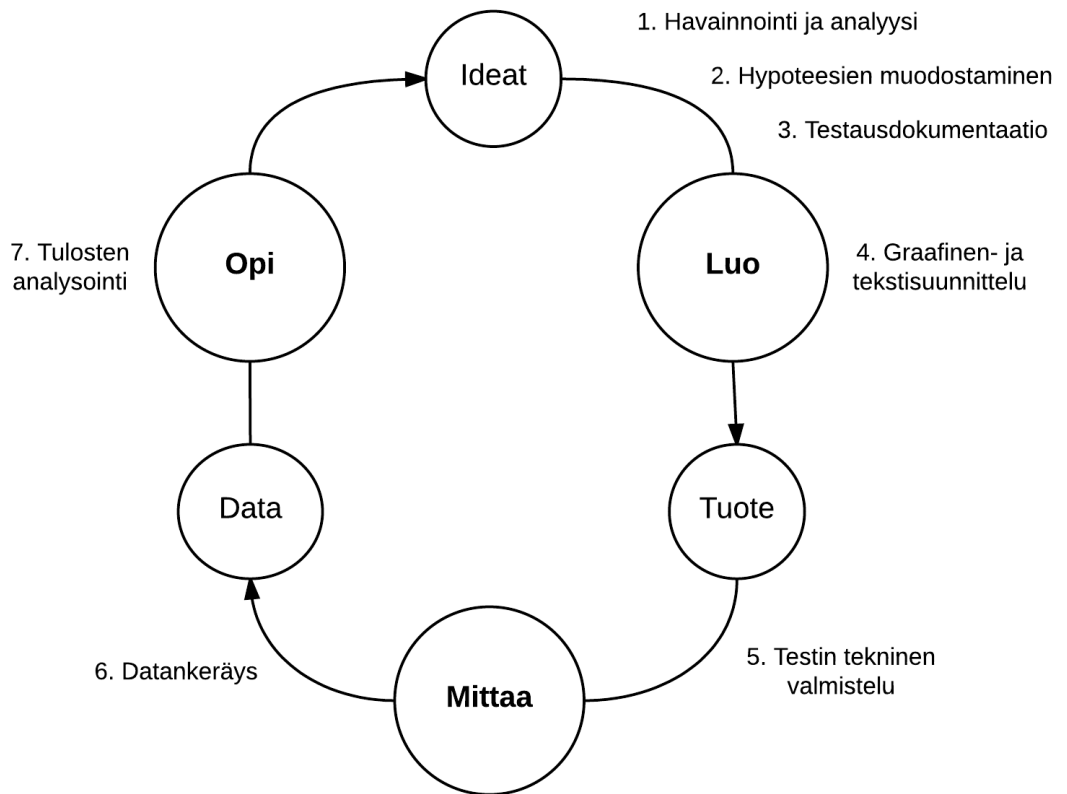 1. Havainnointi ja analyysi
Ideat
2. Hypoteesien muodostaminen
3. Testausdokumentaatio
7. Tulosten
analysointi
Opi
Luo
4. Graafinen- ja
tekstisuunnittelu
Data
Tuote
6. Datankeräys
Mittaa
5. Testin tekninen
valmistelu